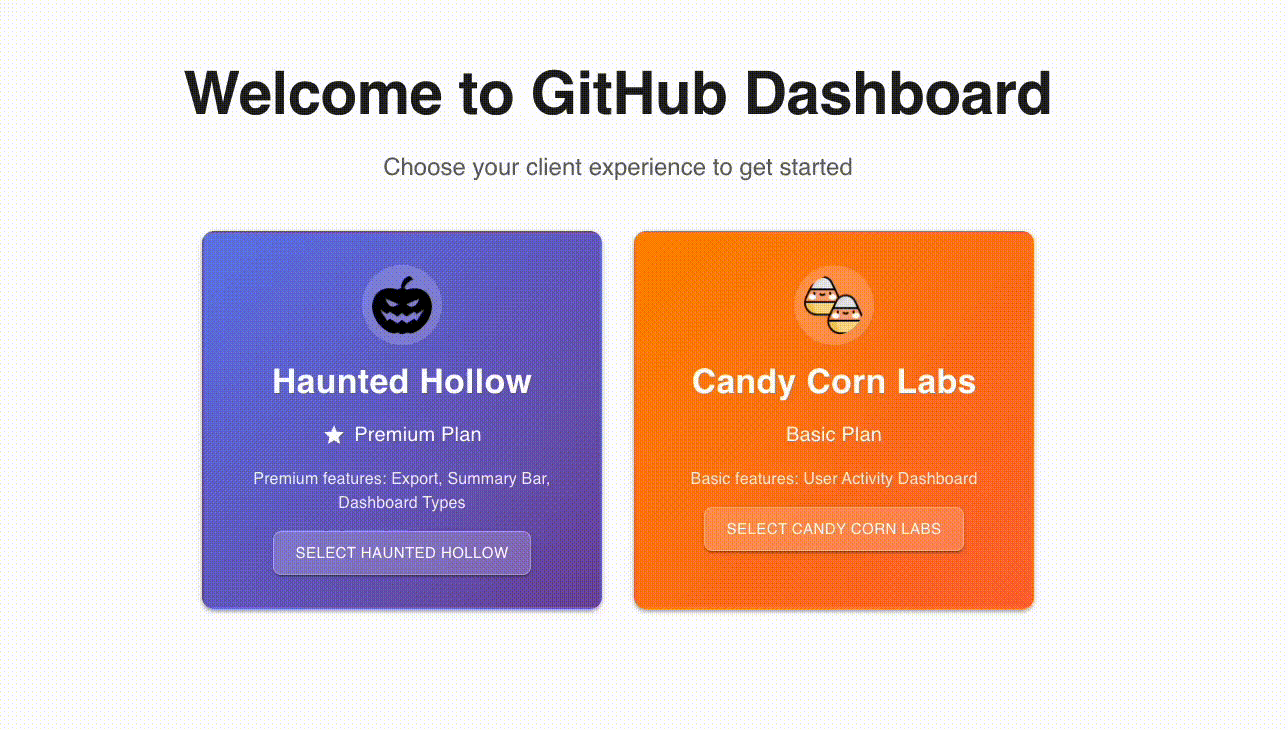 Welcome to GitHub Dashboard
Choose your client experience to get started
Haunted Hollow
Premium Plan
Premium features: Export, Summary Bar,
Dashboard Types
SELECT HAUNTED HOLLOW
Candy Corn Labs
Basic Plan
Basic features: User Activity Dashboard
SELECT CANDY CORN LABS